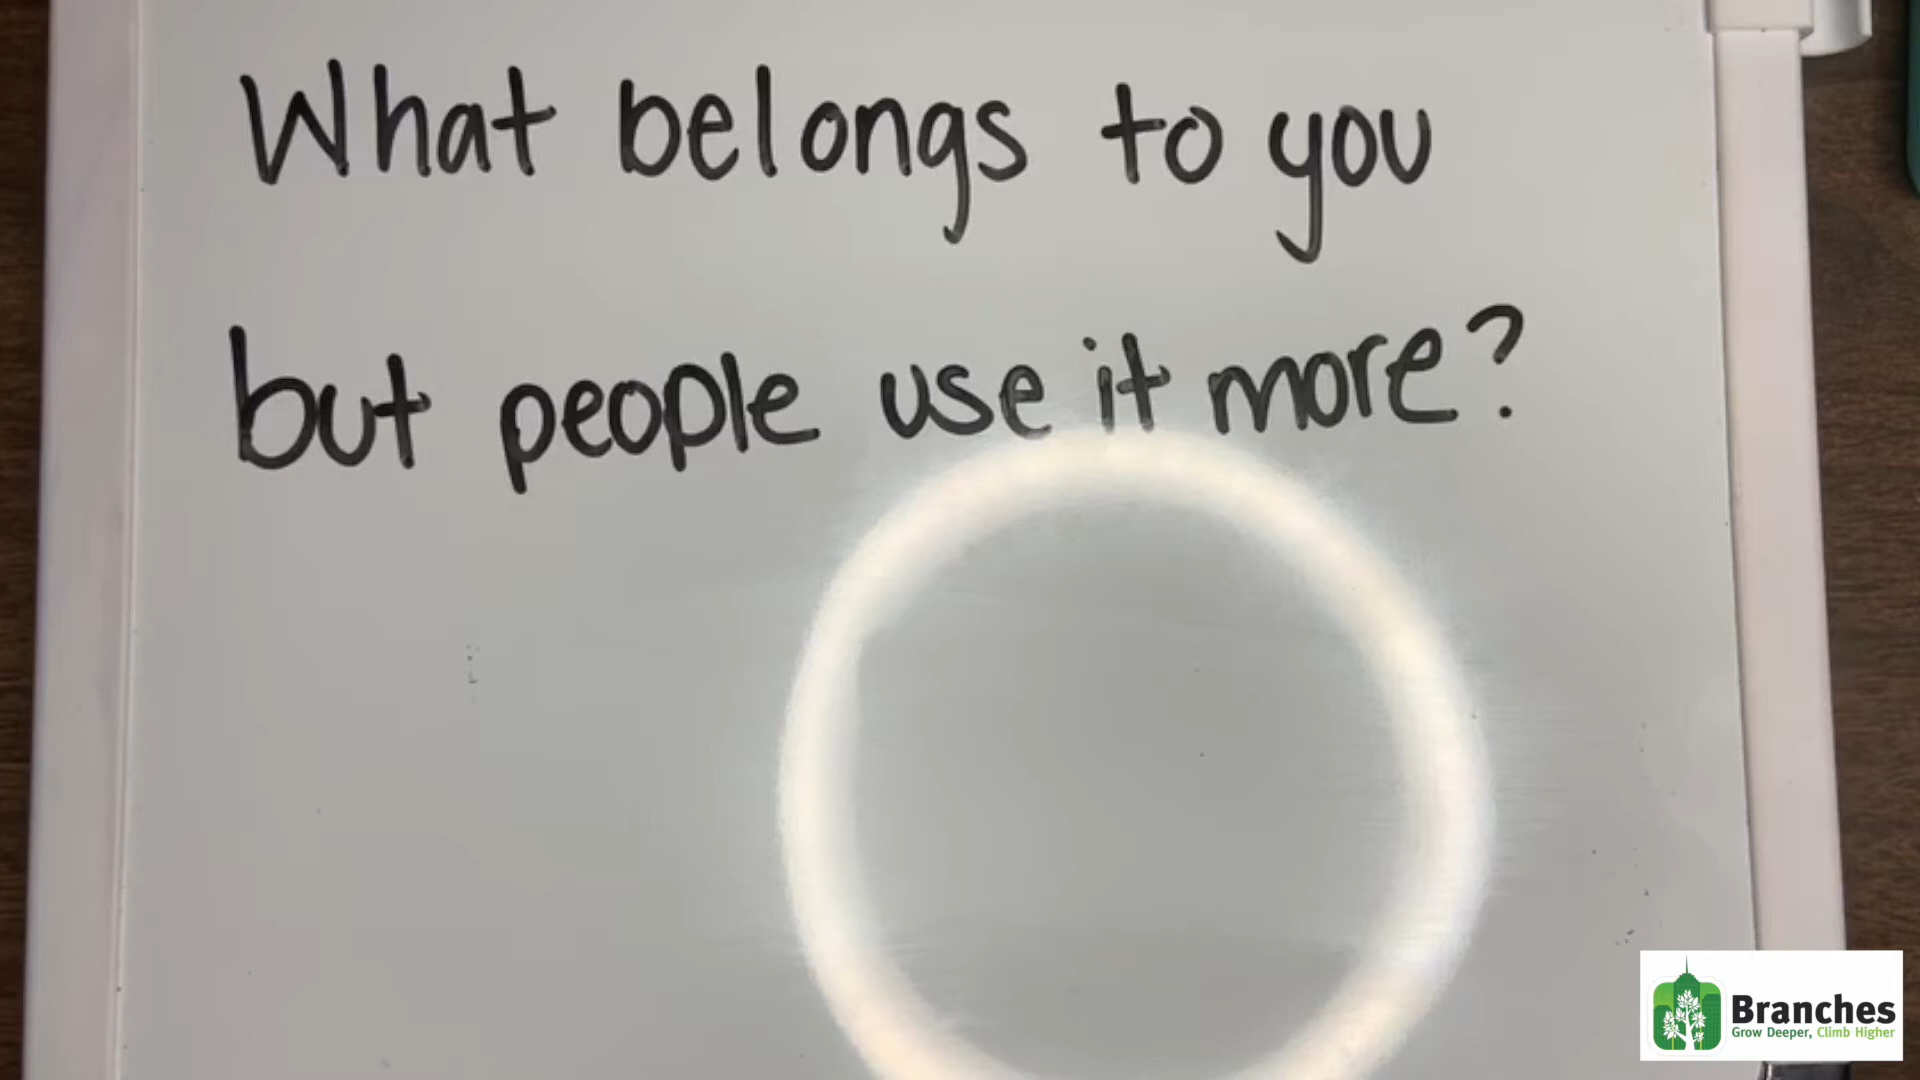 What belongs to you
but people use it more?
Branches
Grow Deeper, Climb Higher